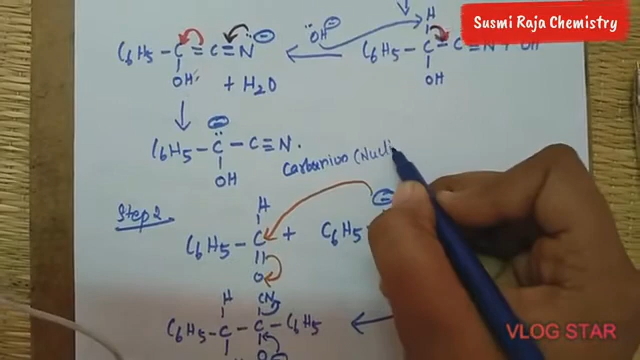 Susmi Raja Chemistry
C6H5 — C = C = N⊖
OH
+ H2O
OH⊖
H
C6H5 — C — C ≡ N + OH
OH
C6H5 — C⊖ — C ≡ N.
OH
Carbanion (Nucli
Step 2
H
C6H5 — C +
O
C6H5
H CN
C6H5 — C — C — C6H5
VLOG STAR